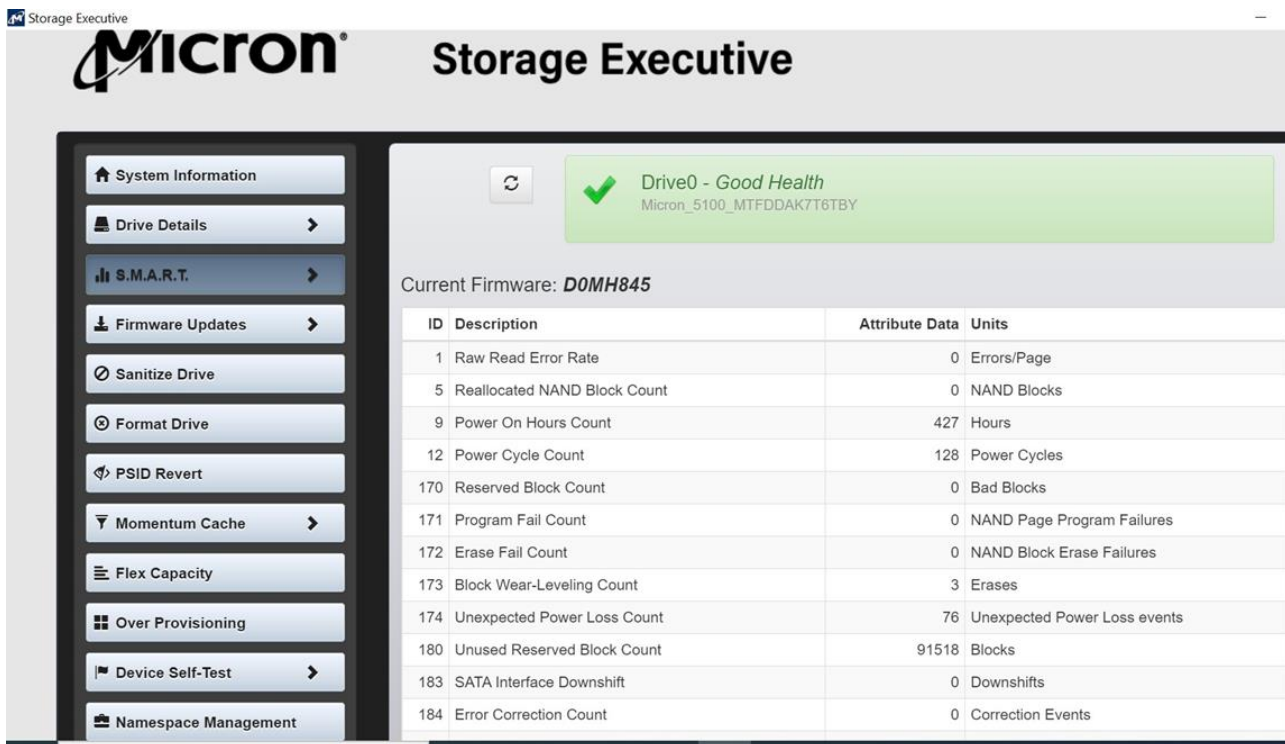 Storage Executive
Micron® Storage Executive
System Information
Drive Details
S.M.A.R.T.
Firmware Updates
Sanitize Drive
Format Drive
PSID Revert
Momentum Cache
Flex Capacity
Over Provisioning
Device Self-Test
Namespace Management
Drive0 - Good Health
Micron_5100_MTFDDAK7T6TBY
Current Firmware: D0MH845
ID Description Attribute Data Units
1 Raw Read Error Rate 0 Errors/Page
5 Reallocated NAND Block Count 0 NAND Blocks
9 Power On Hours Count 427 Hours
12 Power Cycle Count 128 Power Cycles
170 Reserved Block Count 0 Bad Blocks
171 Program Fail Count 0 NAND Page Program Failures
172 Erase Fail Count 0 NAND Block Erase Failures
173 Block Wear-Leveling Count 3 Erases
174 Unexpected Power Loss Count 76 Unexpected Power Loss events
180 Unused Reserved Block Count 91518 Blocks
183 SATA Interface Downshift 0 Downshifts
184 Error Correction Count 0 Correction Events